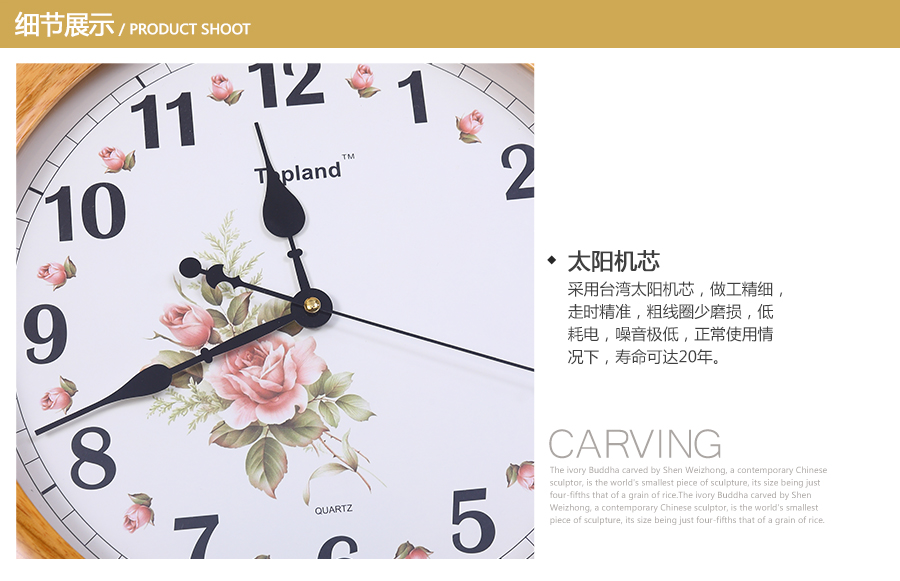 细节展示 / PRODUCT SHOOT
12
11
1
Topland™
2
10
9
8
QUARTZ
7
6
5
太阳机芯
采用台湾太阳机芯，做工精细，
走时精准，粗线圈少磨损，低
耗电，噪音极低，正常使用情
况下，寿命可达20年。
CARVING
The ivory Buddha carved by Shen Weizhong, a contemporary Chinese
sculptor, is the world's smallest piece of sculpture, its size being just
four-fifths that of a grain of rice.The ivory Buddha carved by Shen
Weizhong, a contemporary Chinese sculptor, is the world's smallest
piece of sculpture, its size being just four-fifths that of a grain of rice.